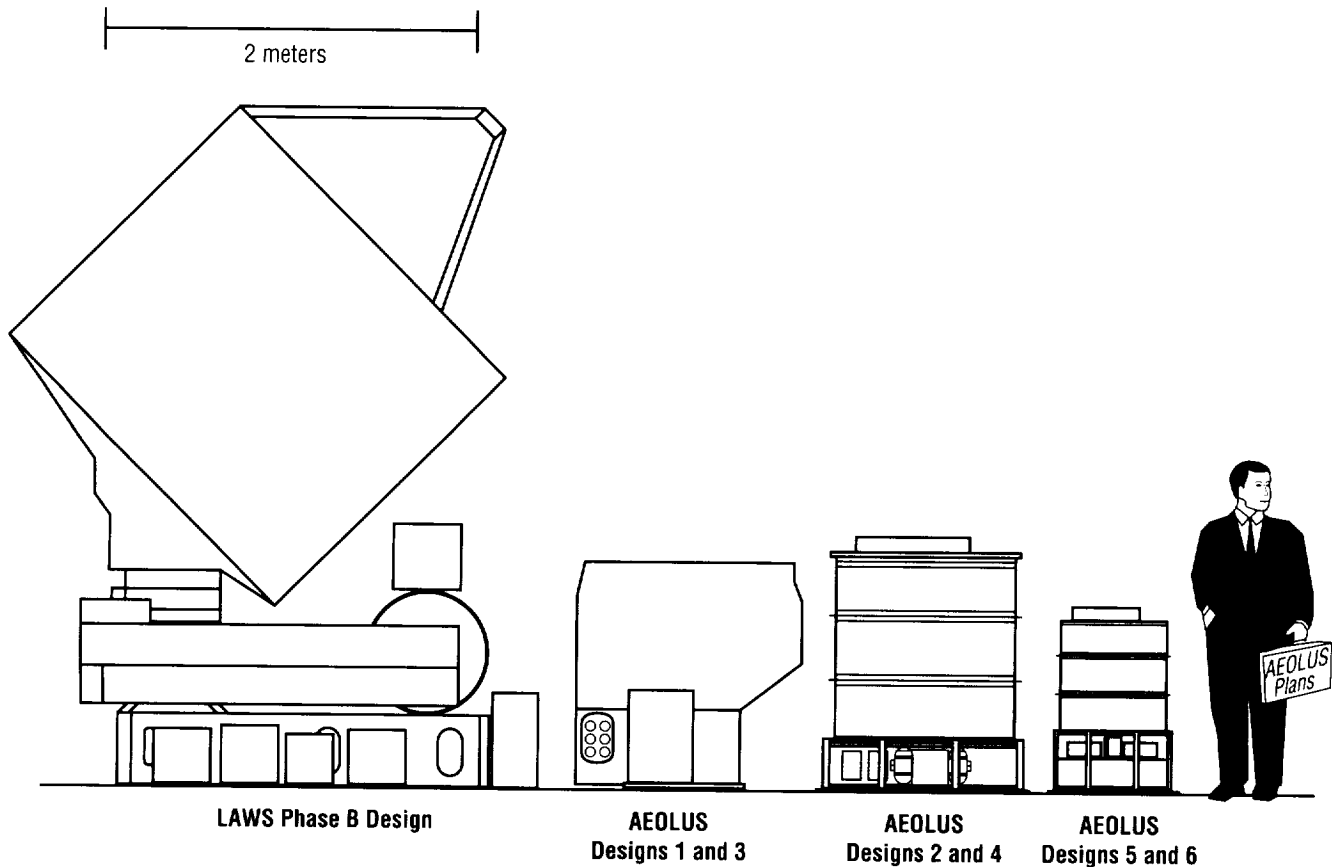 2 meters
AEOLUS
Plans
LAWS Phase B Design
AEOLUS
Designs 1 and 3
AEOLUS
Designs 2 and 4
AEOLUS
Designs 5 and 6